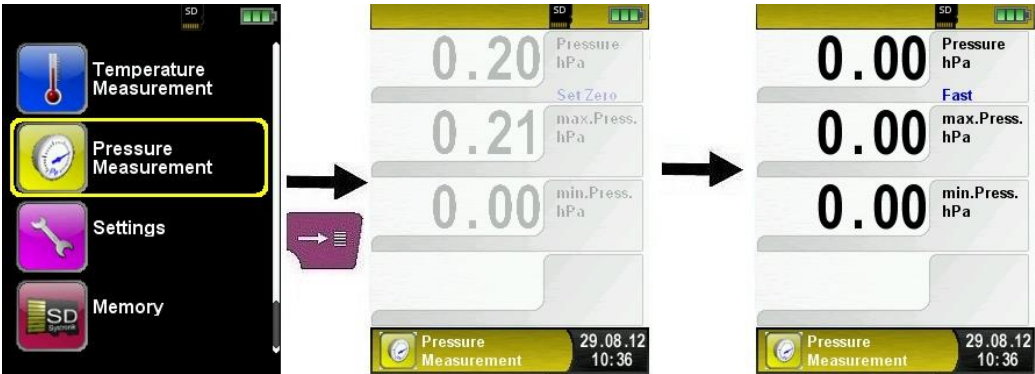 SD
Temperature
Measurement
Pressure
Measurement
Settings
SD
Systronik
Memory
SD
0.20 Pressure
hPa
Set Zero
0.21 max.Press.
hPa
0.00 min.Press.
hPa
Pressure
Measurement
29.08.12
10:36
SD
0.00 Pressure
hPa
Fast
0.00 max.Press.
hPa
0.00 min.Press.
hPa
Pressure
Measurement
29.08.12
10:36